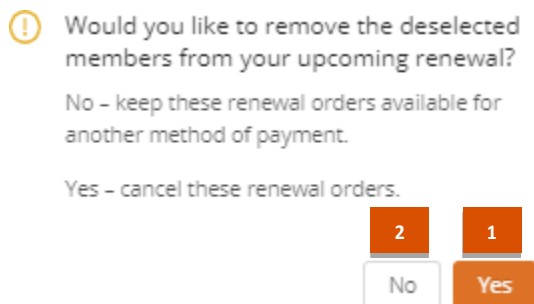 Would you like to remove the deselected
members from your upcoming renewal?
No – keep these renewal orders available for
another method of payment.
Yes – cancel these renewal orders.
2 1
No Yes